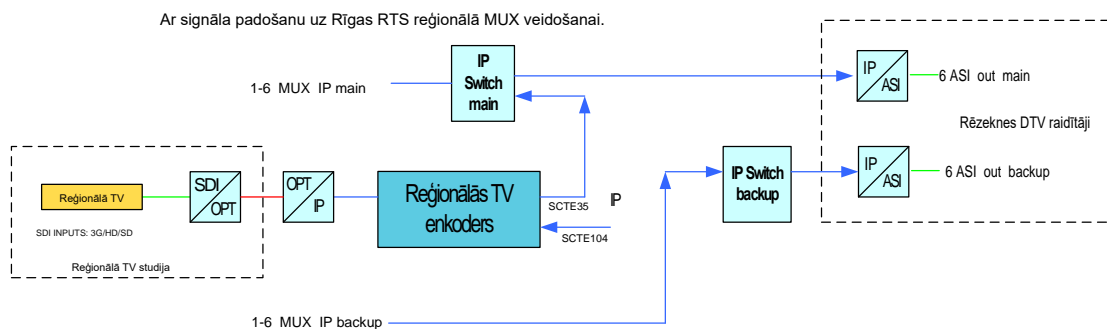 Ar signāla padošanu uz Rīgas RTS reģionālā MUX veidošanai.
IP
Switch
main
1-6 MUX IP main
IP
ASI
6 ASI out main
Rēzeknes DTV raidītāji
IP Switch
backup
IP
ASI
6 ASI out backup
Reģionālā TV
SDI
OPT
OPT
IP
Reģionālās TV
enkoders
SCTE35
IP
SCTE104
SDI INPUTS: 3G/HD/SD
Reģionālā TV studija
1-6 MUX IP backup